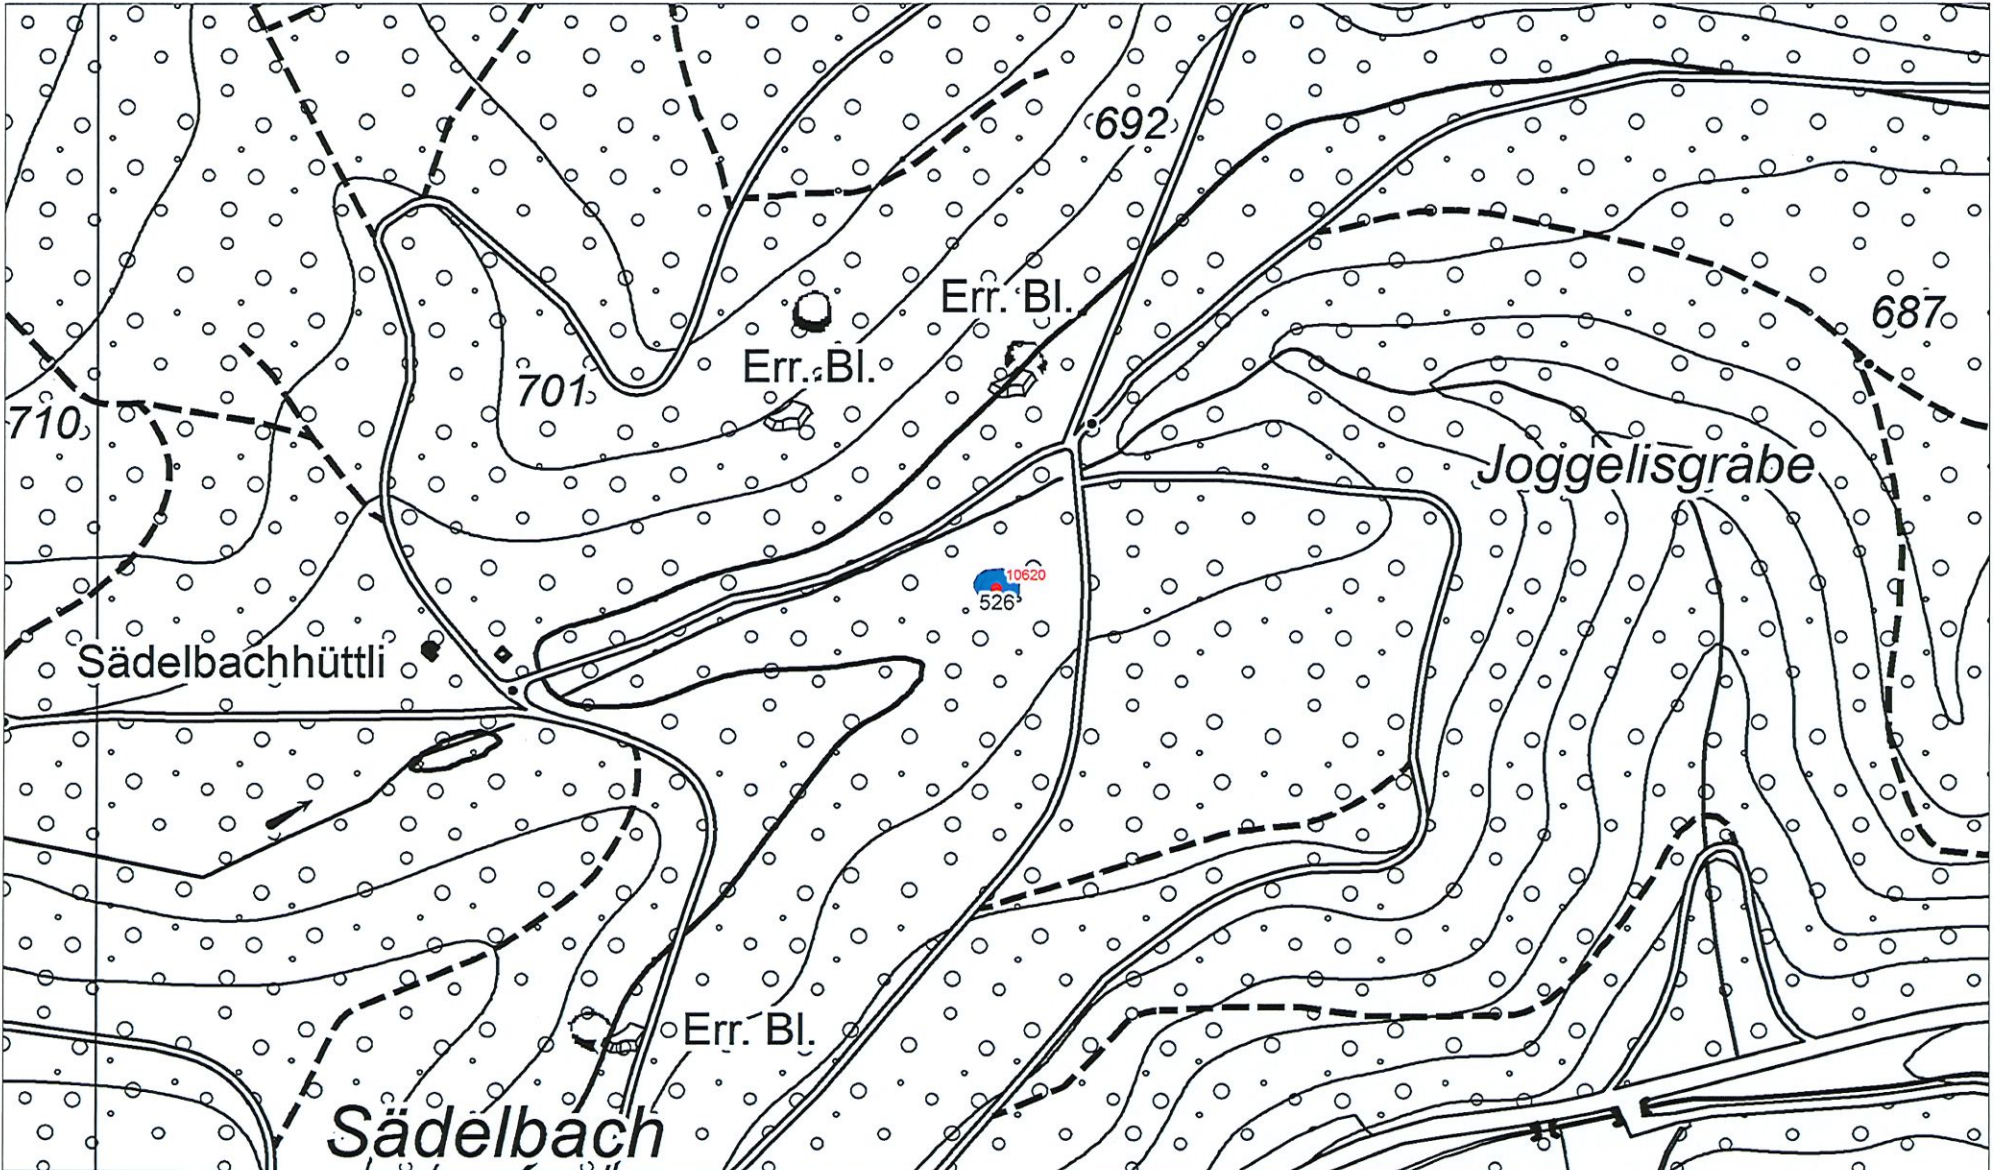 692
Err. Bl.
687
Err. Bl.
701
710
Joggelisgrabe
10620
526
Sädelbachhüttli
Err. Bl.
Sädelbach